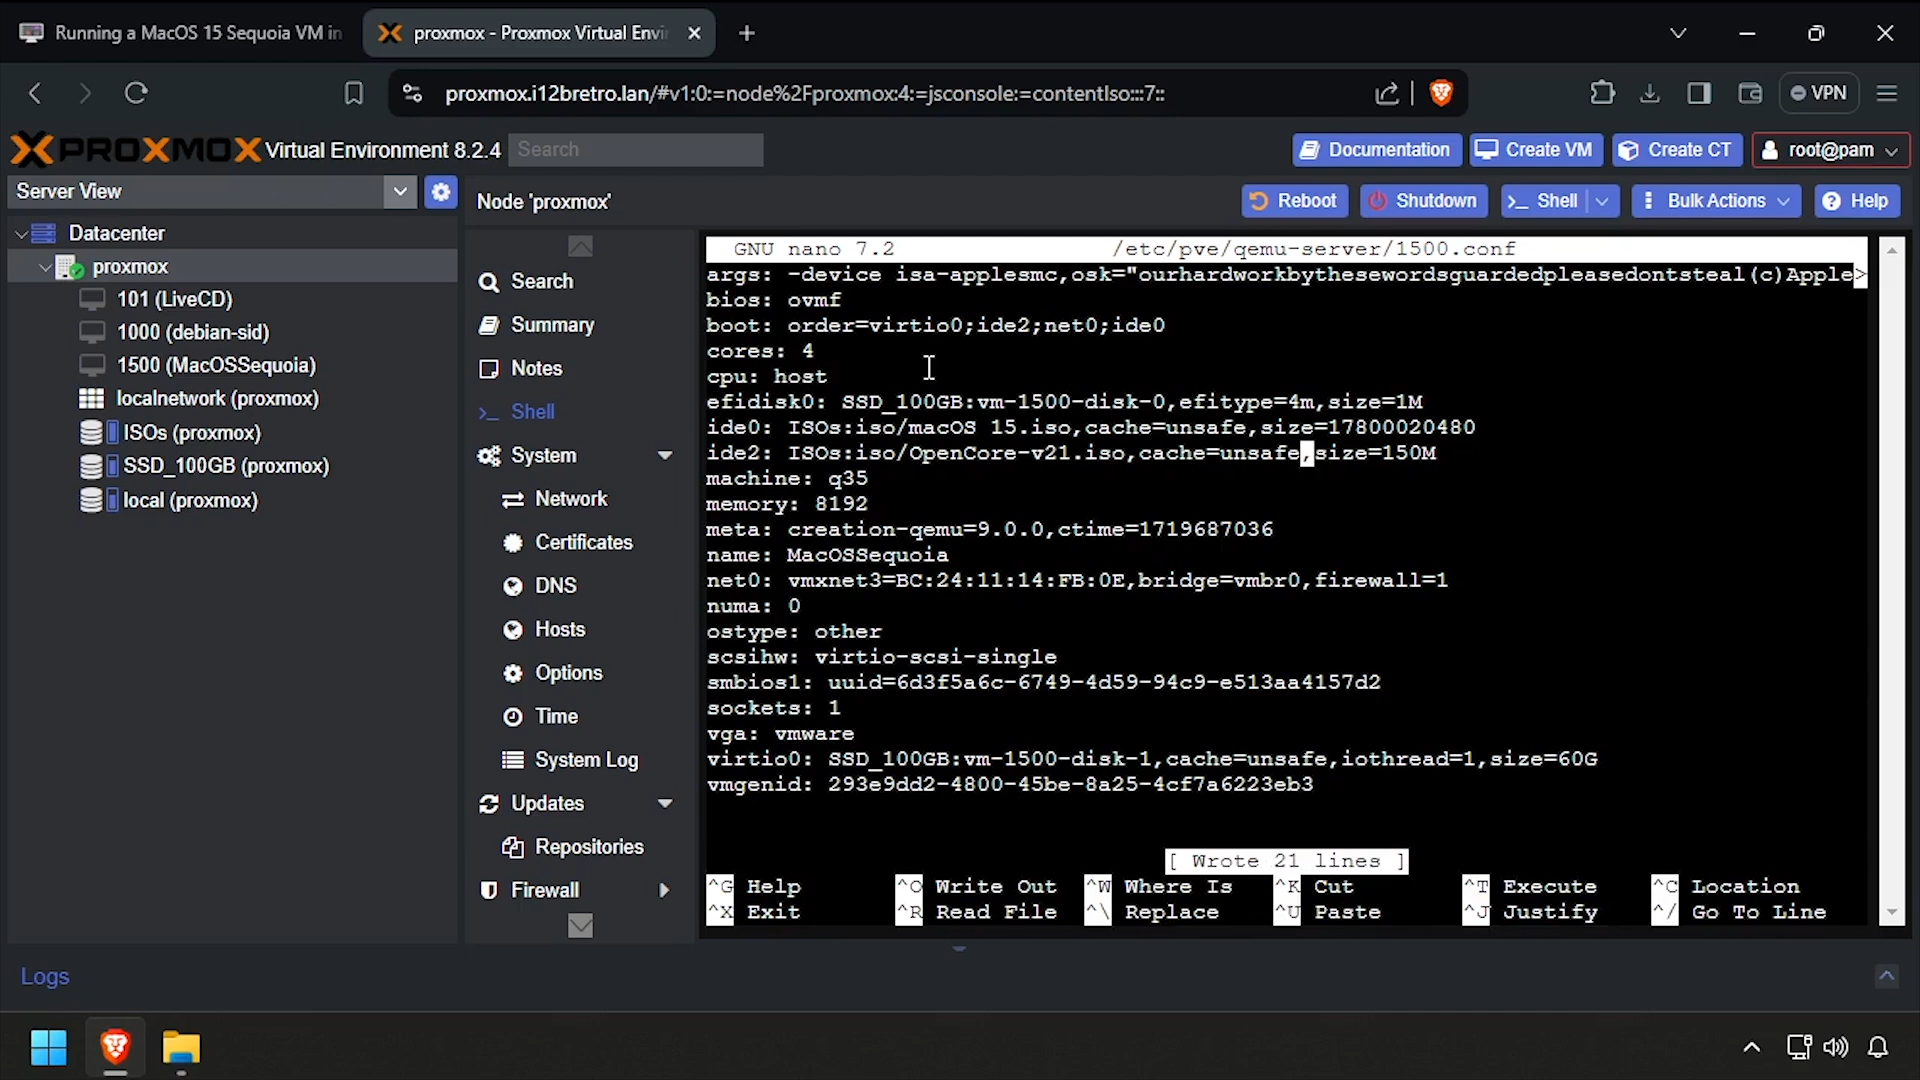 Running a MacOS 15 Sequoia VM in
proxmox - Proxmox Virtual Envi
proxmox.i12bretro.lan/#v1:0:=node%2Fproxmox:4:=jsconsole:=contentIso:::7::
VPN
PROXMOX Virtual Environment 8.2.4
Search
Documentation
Create VM
Create CT
root@pam
Server View
Node 'proxmox'
Reboot
Shutdown
>_ Shell
Bulk Actions
Help
Datacenter
proxmox
101 (LiveCD)
1000 (debian-sid)
1500 (MacOSSequoia)
localnetwork (proxmox)
ISOs (proxmox)
SSD_100GB (proxmox)
local (proxmox)
Search
Summary
Notes
>_ Shell
System
Network
Certificates
DNS
Hosts
Options
Time
System Log
Updates
Repositories
Firewall
GNU nano 7.2 /etc/pve/qemu-server/1500.conf
args: -device isa-applesmc,osk="ourhardworkbythesewordsguardedpleasedontsteal(c)Apple>
bios: ovmf
boot: order=virtio0;ide2;net0;ide0
cores: 4
cpu: host
efidisk0: SSD_100GB:vm-1500-disk-0,efitype=4m,size=1M
ide0: ISOs:iso/macOS 15.iso,cache=unsafe,size=17800020480
ide2: ISOs:iso/OpenCore-v21.iso,cache=unsafe,size=150M
machine: q35
memory: 8192
meta: creation-qemu=9.0.0,ctime=1719687036
name: MacOSSequoia
net0: vmxnet3=BC:24:11:14:FB:0E,bridge=vmbr0,firewall=1
numa: 0
ostype: other
scsihw: virtio-scsi-single
smbios1: uuid=6d3f5a6c-6749-4d59-94c9-e513aa4157d2
sockets: 1
vga: vmware
virtio0: SSD_100GB:vm-1500-disk-1,cache=unsafe,iothread=1,size=60G
vmgenid: 293e9dd2-4800-45be-8a25-4cf7a6223eb3
[ Wrote 21 lines ]
^G Help ^O Write Out ^W Where Is ^K Cut ^T Execute ^C Location
^X Exit ^R Read File ^\ Replace ^U Paste ^J Justify ^/ Go To Line
Logs